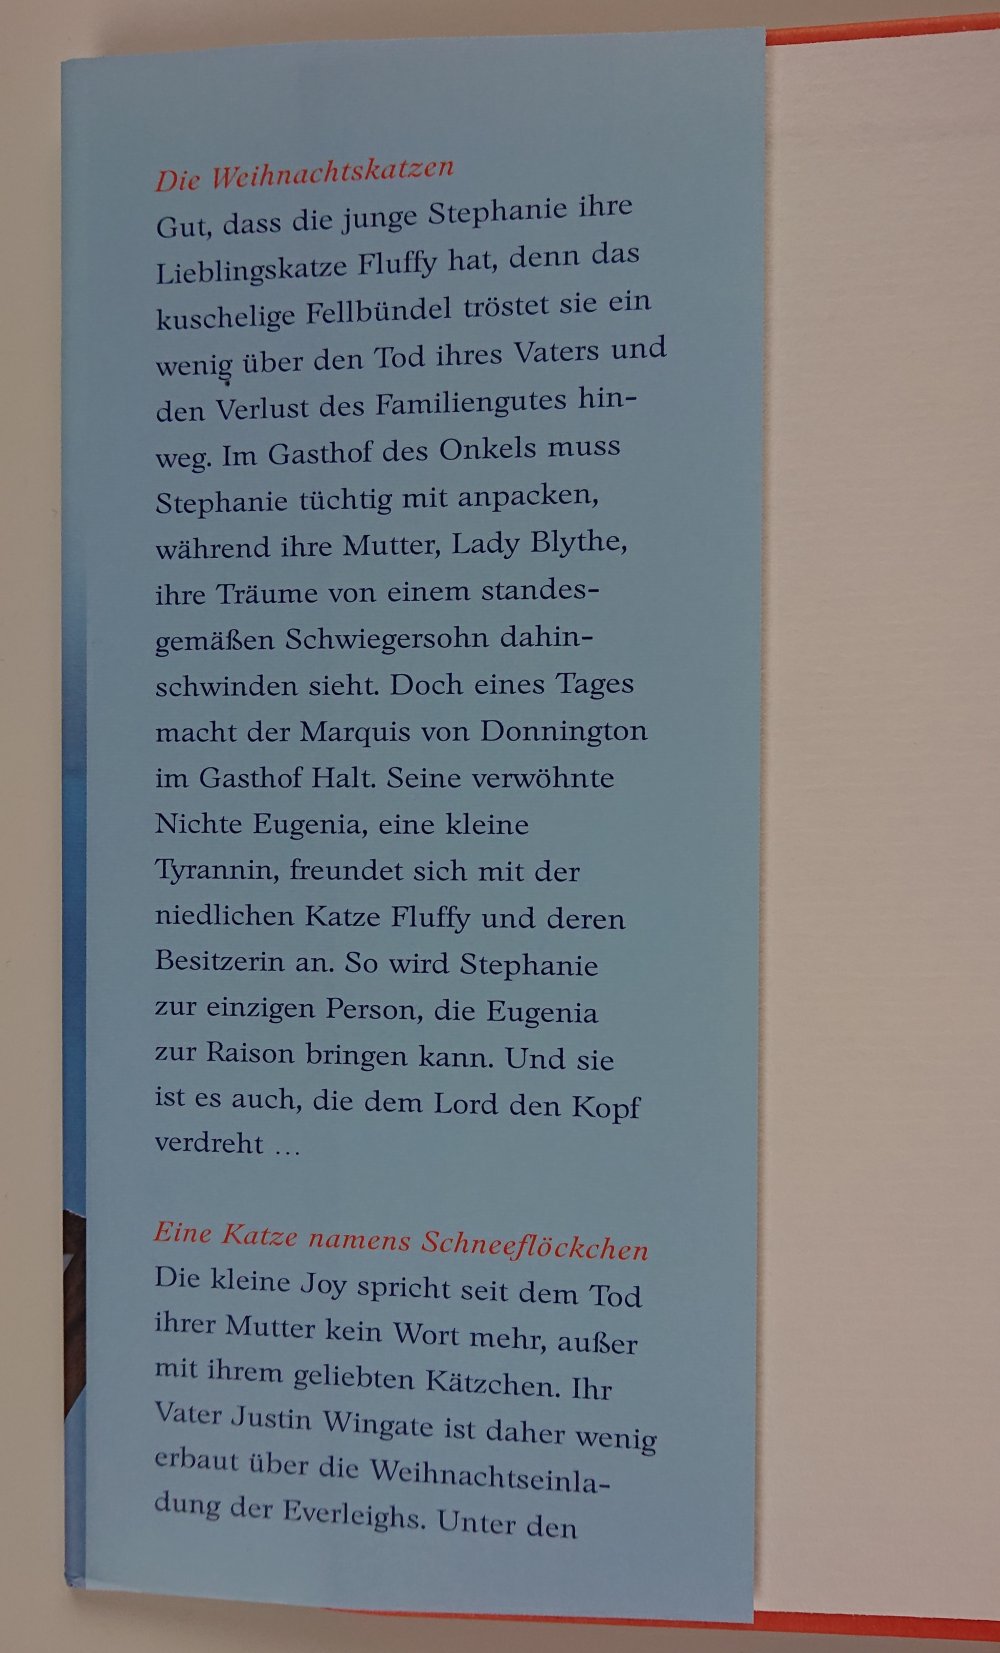 Die Weihnachtskatzen
Gut, dass die junge Stephanie ihre
Lieblingskatze Fluffy hat, denn das
kuschelige Fellbündel tröstet sie ein
wenig über den Tod ihres Vaters und
den Verlust des Familiengutes hin-
weg. Im Gasthof des Onkels muss
Stephanie tüchtig mit anpacken,
während ihre Mutter, Lady Blythe,
ihre Träume von einem standes-
gemäßen Schwiegersohn dahin-
schwinden sieht. Doch eines Tages
macht der Marquis von Donnington
im Gasthof Halt. Seine verwöhnte
Nichte Eugenia, eine kleine
Tyrannin, freundet sich mit der
niedlichen Katze Fluffy und deren
Besitzerin an. So wird Stephanie
zur einzigen Person, die Eugenia
zur Raison bringen kann. Und sie
ist es auch, die dem Lord den Kopf
verdreht …
Eine Katze namens Schneeflöckchen
Die kleine Joy spricht seit dem Tod
ihrer Mutter kein Wort mehr, außer
mit ihrem geliebten Kätzchen. Ihr
Vater Justin Wingate ist daher wenig
erbaut über die Weihnachtseinla-
dung der Everleighs. Unter den